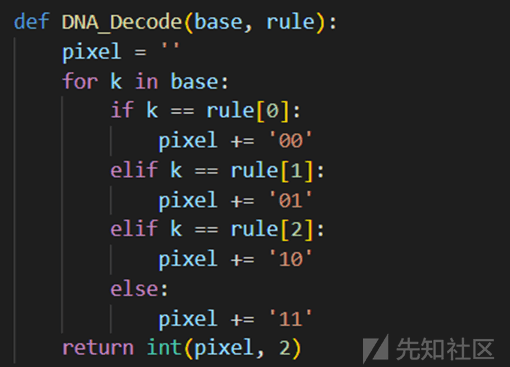 def DNA_Decode(base, rule):
    pixel = ''
    for k in base:
        if k == rule[0]:
            pixel += '00'
        elif k == rule[1]:
            pixel += '01'
        elif k == rule[2]:
            pixel += '10'
        else:
            pixel += '11'
    return int(pixel, 2)
先知社区